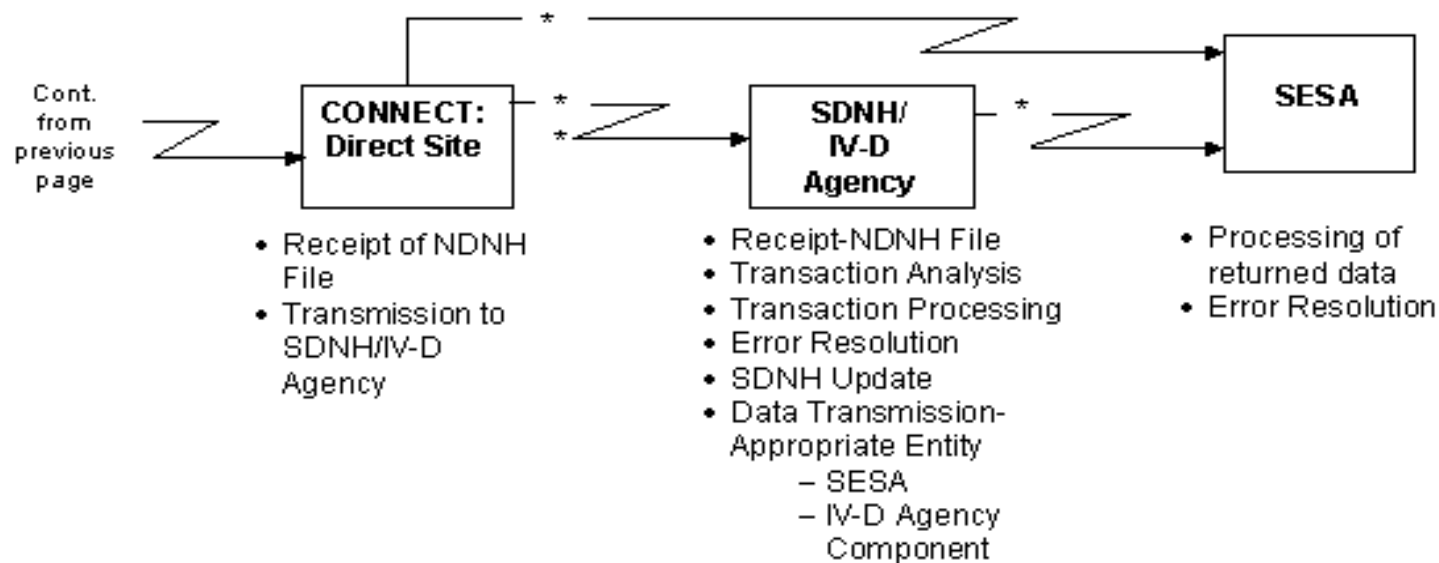 *
Cont.
from
previous
page
CONNECT:
Direct Site
*
*
SDNH/
IV-D
Agency
*
SESA
• Receipt of NDNH
File
• Transmission to
SDNH/IV-D
Agency
• Receipt-NDNH File
• Transaction Analysis
• Transaction Processing
• Error Resolution
• SDNH Update
• Data Transmission-
Appropriate Entity
– SESA
– IV-D Agency
Component
• Processing of
returned data
• Error Resolution